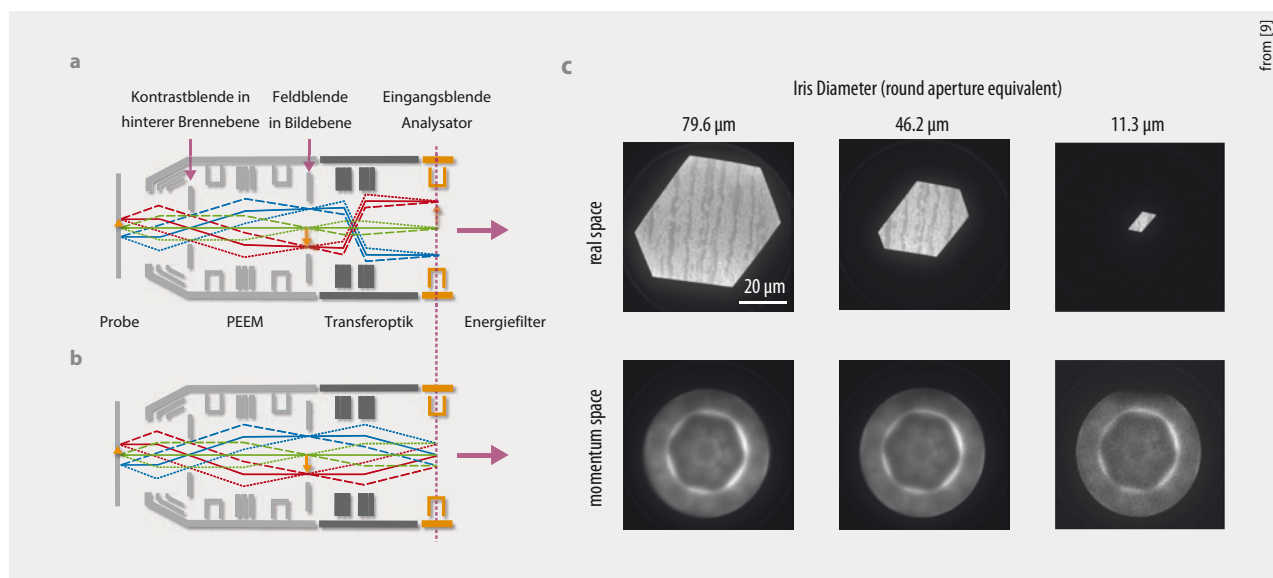 from [9]
a
Kontrastblende in
hinterer Brennebene
Feldblende
in Bildebene
Eingangsblende
Analysator
Probe
PEEM
Transferoptik
Energiefilter
b
c
Iris Diameter (round aperture equivalent)
79.6 µm
46.2 µm
11.3 µm
real space
20 µm
momentum space